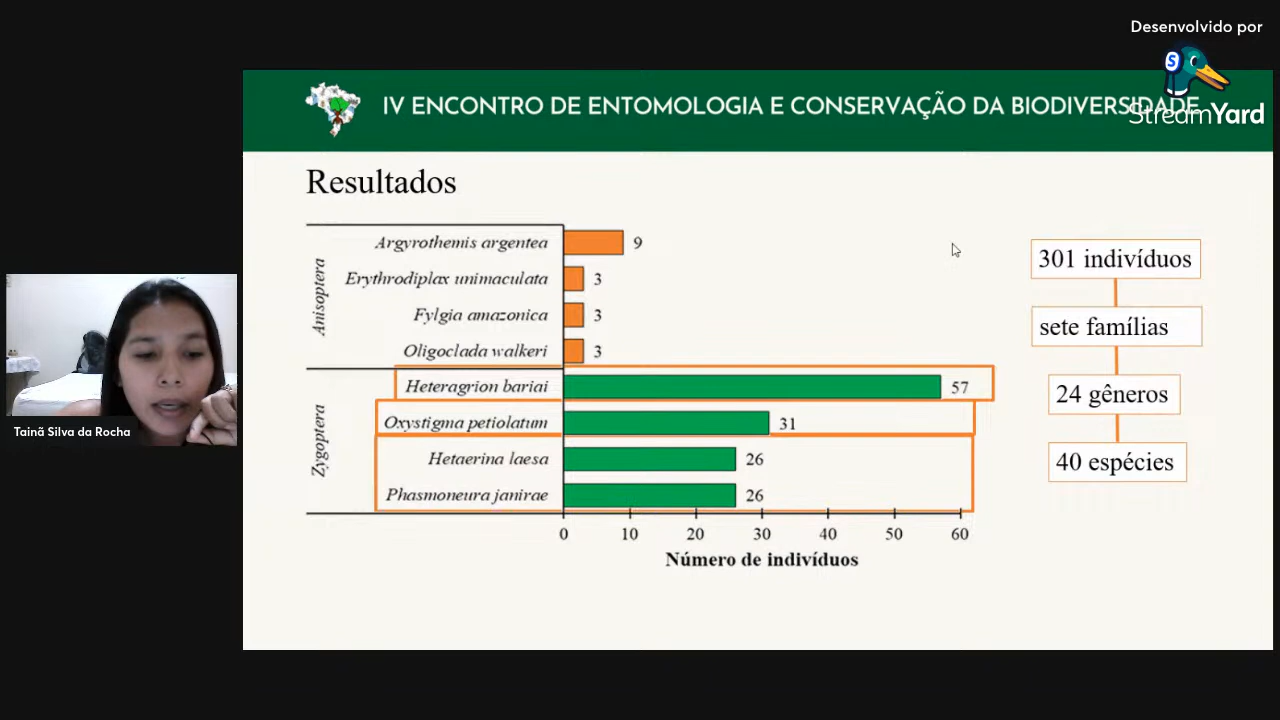 Desenvolvido por
StreamYard
IV ENCONTRO DE ENTOMOLOGIA E CONSERVAÇÃO DA BIODIVERSIDADE
Resultados
Anisoptera
Argyrothemis argentea 9
Erythrodiplax unimaculata 3
Fylgia amazonica 3
Oligoclada walkeri 3
Zygoptera
Heteragrion bariai 57
Oxystigma petiolatum 31
Hetaerina laesa 26
Phasmoneura janirae 26
0 10 20 30 40 50 60
Número de indivíduos
301 indivíduos
sete famílias
24 gêneros
40 espécies
Tainã Silva da Rocha